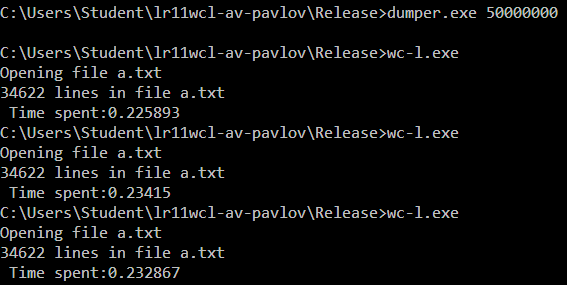 C:\Users\Student\lr11wcl-av-pavlov\Release>dumper.exe 50000000
C:\Users\Student\lr11wcl-av-pavlov\Release>wc-l.exe
Opening file a.txt
34622 lines in file a.txt
Time spent:0.225893
C:\Users\Student\lr11wcl-av-pavlov\Release>wc-l.exe
Opening file a.txt
34622 lines in file a.txt
Time spent:0.23415
C:\Users\Student\lr11wcl-av-pavlov\Release>wc-l.exe
Opening file a.txt
34622 lines in file a.txt
Time spent:0.232867